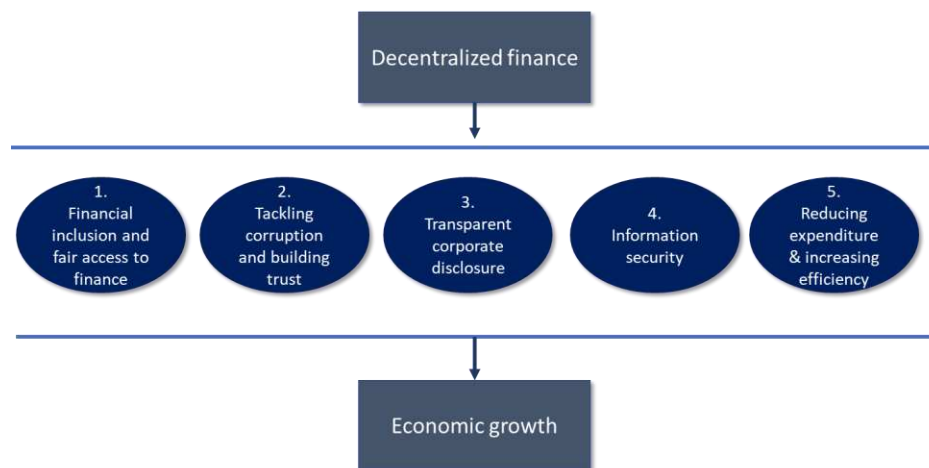 Decentralized finance
1.
Financial
inclusion and
fair access to
finance
2.
Tackling
corruption
and building
trust
3.
Transparent
corporate
disclosure
4.
Information
security
5.
Reducing
expenditure
& increasing
efficiency
Economic growth